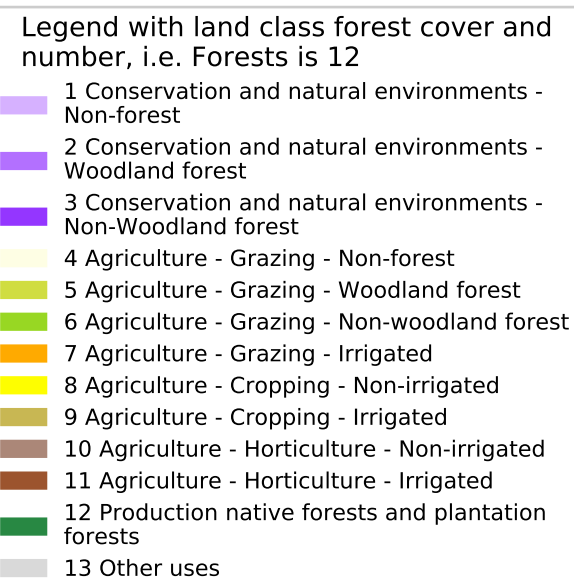 Legend with land class forest cover and
number, i.e. Forests is 12
1 Conservation and natural environments -
Non-forest
2 Conservation and natural environments -
Woodland forest
3 Conservation and natural environments -
Non-Woodland forest
4 Agriculture - Grazing - Non-forest
5 Agriculture - Grazing - Woodland forest
6 Agriculture - Grazing - Non-woodland forest
7 Agriculture - Grazing - Irrigated
8 Agriculture - Cropping - Non-irrigated
9 Agriculture - Cropping - Irrigated
10 Agriculture - Horticulture - Non-irrigated
11 Agriculture - Horticulture - Irrigated
12 Production native forests and plantation
forests
13 Other uses